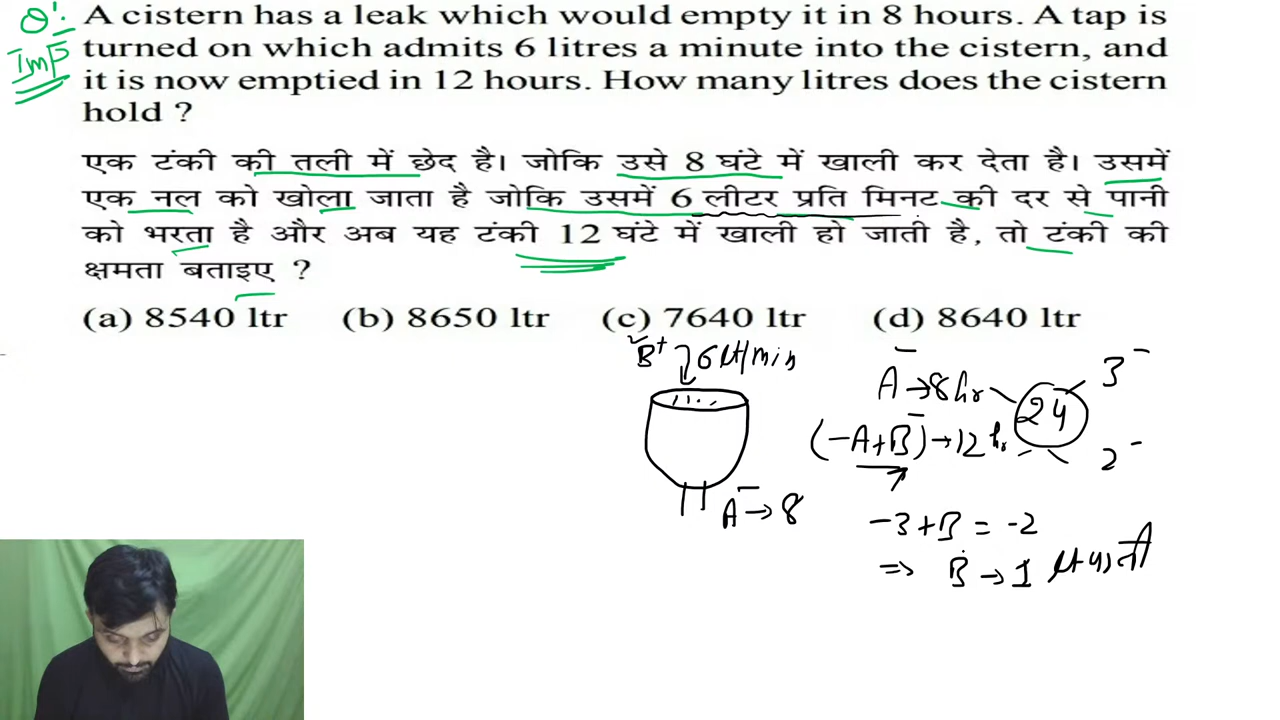 Q'. A cistern has a leak which would empty it in 8 hours. A tap is
Imp turned on which admits 6 litres a minute into the cistern, and
it is now emptied in 12 hours. How many litres does the cistern
hold ?
एक टंकी की तली में छेद है। जोकि उसे 8 घंटे में खाली कर देता है। उसमें
एक नल को खोला जाता है जोकि उसमें 6 लीटर प्रति मिनट की दर से पानी
को भरता है और अब यह टंकी 12 घंटे में खाली हो जाती है, तो टंकी की
क्षमता बताइए ?
(a) 8540 ltr (b) 8650 ltr (c) 7640 ltr (d) 8640 ltr
B+ 6 lt/min
A- → 8
A- → 8 hr 24 3-
(-A+B)- → 12 hr 2-
-3 + B = -2
⇒ B → 1